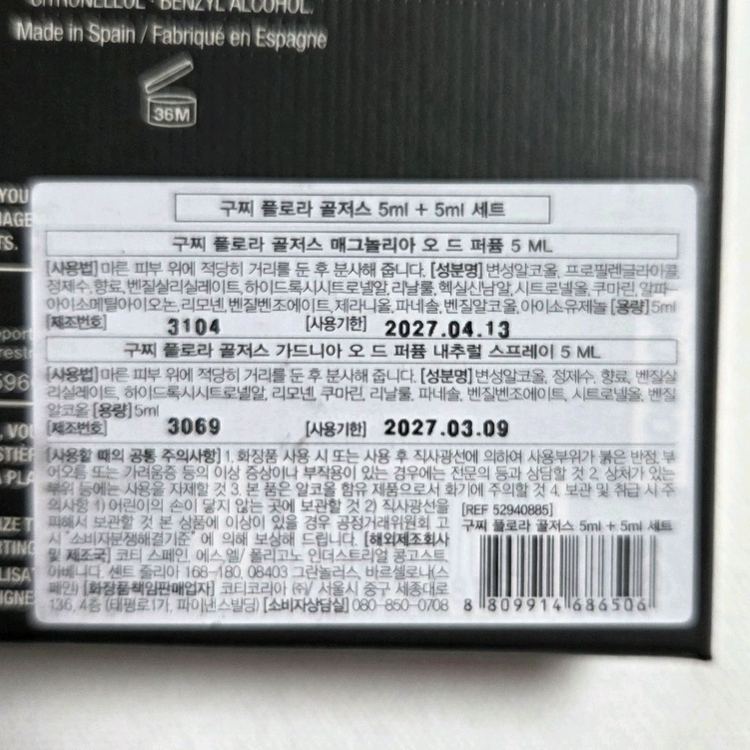 CITRONELLOL · BENZYL ALCOHOL.
Made in Spain / Fabriqué en Espagne
36M
구찌 플로라 골저스 5ml + 5ml 세트
구찌 플로라 골저스 매그놀리아 오 드 퍼퓸 5 ML
[사용법] 마른 피부 위에 적당히 거리를 둔 후 분사해 줍니다. [성분명] 변성알코올, 프로필렌글라이콜,
정제수, 향료, 벤질살리실레이트, 하이드록시시트로넬알, 리날룰, 헥실신남알, 시트로넬올, 쿠마린, 알파-
아이소메틸아이오논, 리모넨, 벤질벤조에이트, 제라니올, 파네솔, 벤질알코올, 아이소유제놀 [용량] 5ml
[제조번호] 3104 [사용기한] 2027.04.13
구찌 플로라 골저스 가드니아 오 드 퍼퓸 내추럴 스프레이 5 ML
[사용법] 마른 피부 위에 적당히 거리를 둔 후 분사해 줍니다. [성분명] 변성알코올, 정제수, 향료, 벤질살
리실레이트, 하이드록시시트로넬알, 리모넨, 쿠마린, 리날룰, 파네솔, 벤질벤조에이트, 시트로넬올, 벤질
알코올 [용량] 5ml
[제조번호] 3069 [사용기한] 2027.03.09
[사용할 때의 공통 주의사항] 1. 화장품 사용 시 또는 사용 후 직사광선에 의하여 사용부위가 붉은 반점, 부
어오름 또는 가려움증 등의 이상 증상이나 부작용이 있는 경우에는 전문의 등과 상담할 것 2. 상처가 있는
부위 등에는 사용을 자제할 것 3. 본 품은 알코올 함유 제품으로서 화기에 주의할 것 4. 보관 및 취급 시 주
의사항 1) 어린이의 손이 닿지 않는 곳에 보관할 것 2) 직사광선을
피해서 보관할 것 본 상품에 이상이 있을 경우 공정거래위원회 고
시 "소비자분쟁해결기준" 에 의해 보상해 드립니다. [해외제조회사
및 제조국] 코티 스페인, 에스.엘/ 폴리고노 인더스트리얼 콩고스트,
아베니다, 센트 줄리아 168-180, 08403 그란놀러스, 바르셀로나(스
페인) [화장품책임판매업자] 코티코리아 (주)/ 서울시 중구 세종대로
136, 4층 (태평로1가, 파이낸스빌딩) [소비자상담실] 080-850-0708
[REF 52940885]
구찌 플로라 골저스 5ml + 5ml 세트
8 809914 686506